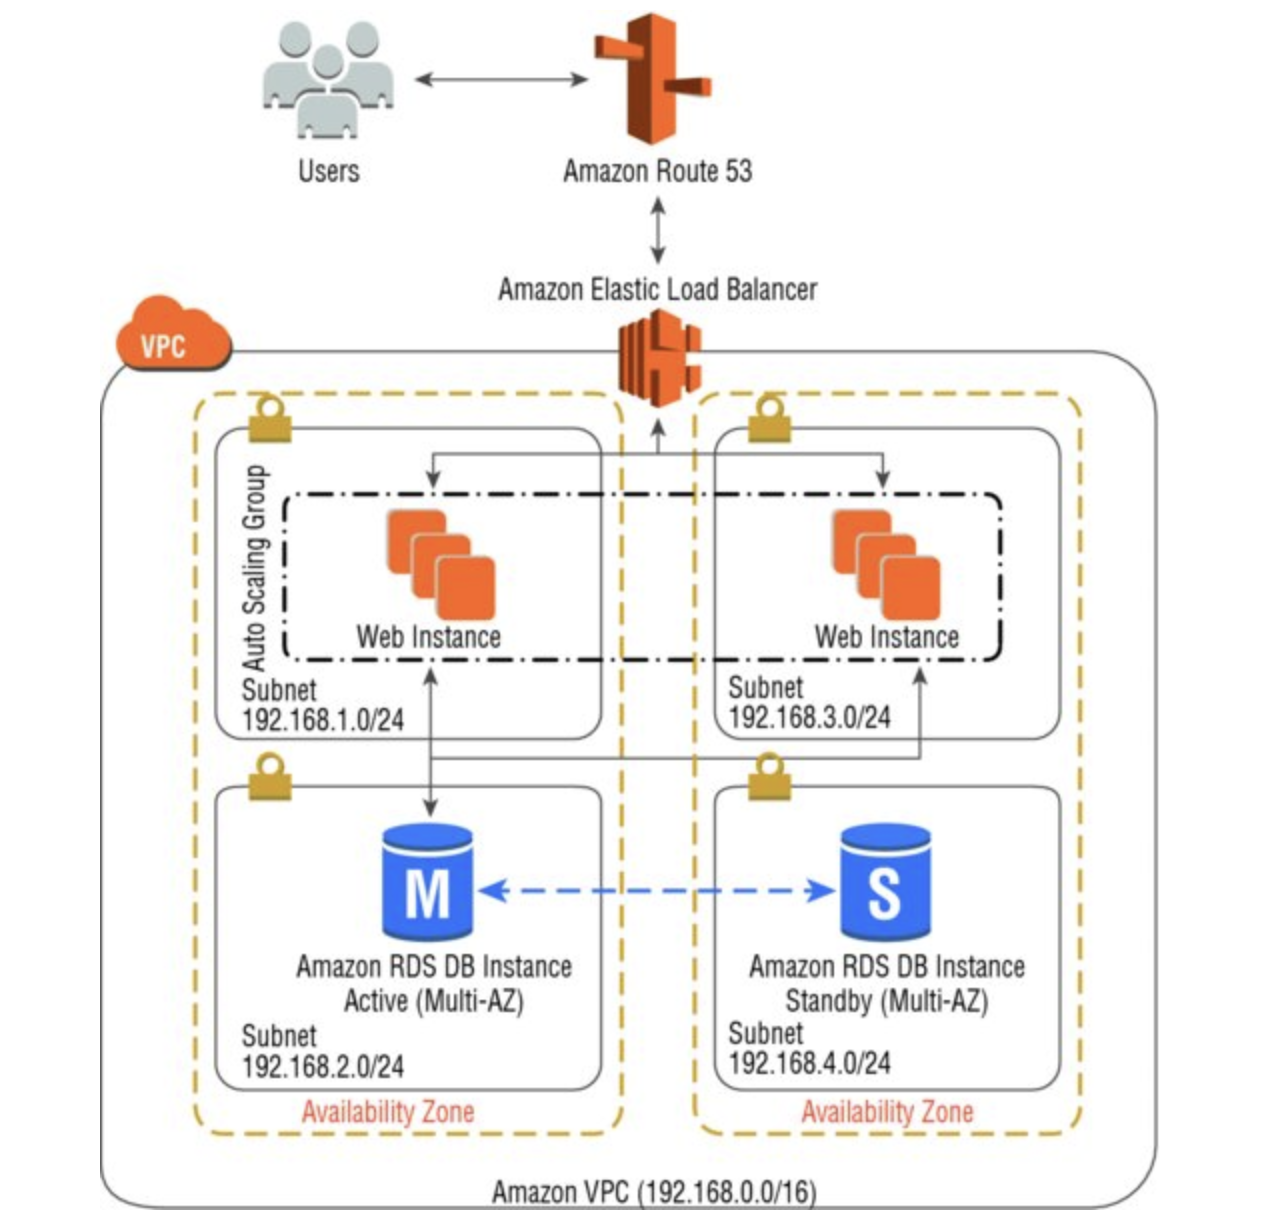 Users
Amazon Route 53
Amazon Elastic Load Balancer
VPC
Auto Scaling Group
Web Instance
Web Instance
Subnet
192.168.1.0/24
Subnet
192.168.3.0/24
M
S
Amazon RDS DB Instance
Active (Multi-AZ)
Amazon RDS DB Instance
Standby (Multi-AZ)
Subnet
192.168.2.0/24
Subnet
192.168.4.0/24
Availability Zone
Availability Zone
Amazon VPC (192.168.0.0/16)